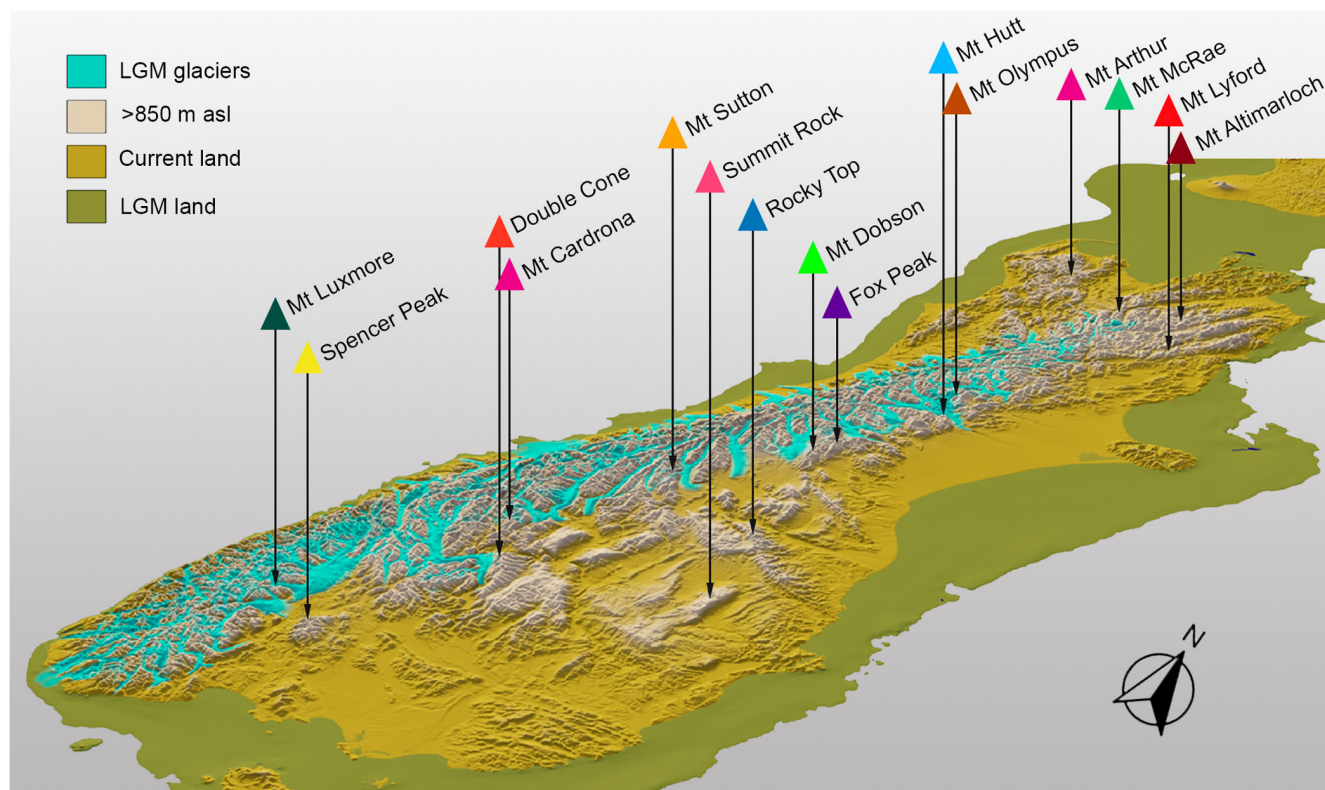 LGM glaciers
>850 m asl
Current land
LGM land
Mt Luxmore
Spencer Peak
Double Cone
Mt Cardrona
Mt Sutton
Summit Rock
Rocky Top
Mt Dobson
Fox Peak
Mt Hutt
Mt Olympus
Mt Arthur
Mt McRae
Mt Lyford
Mt Altimarloch
N